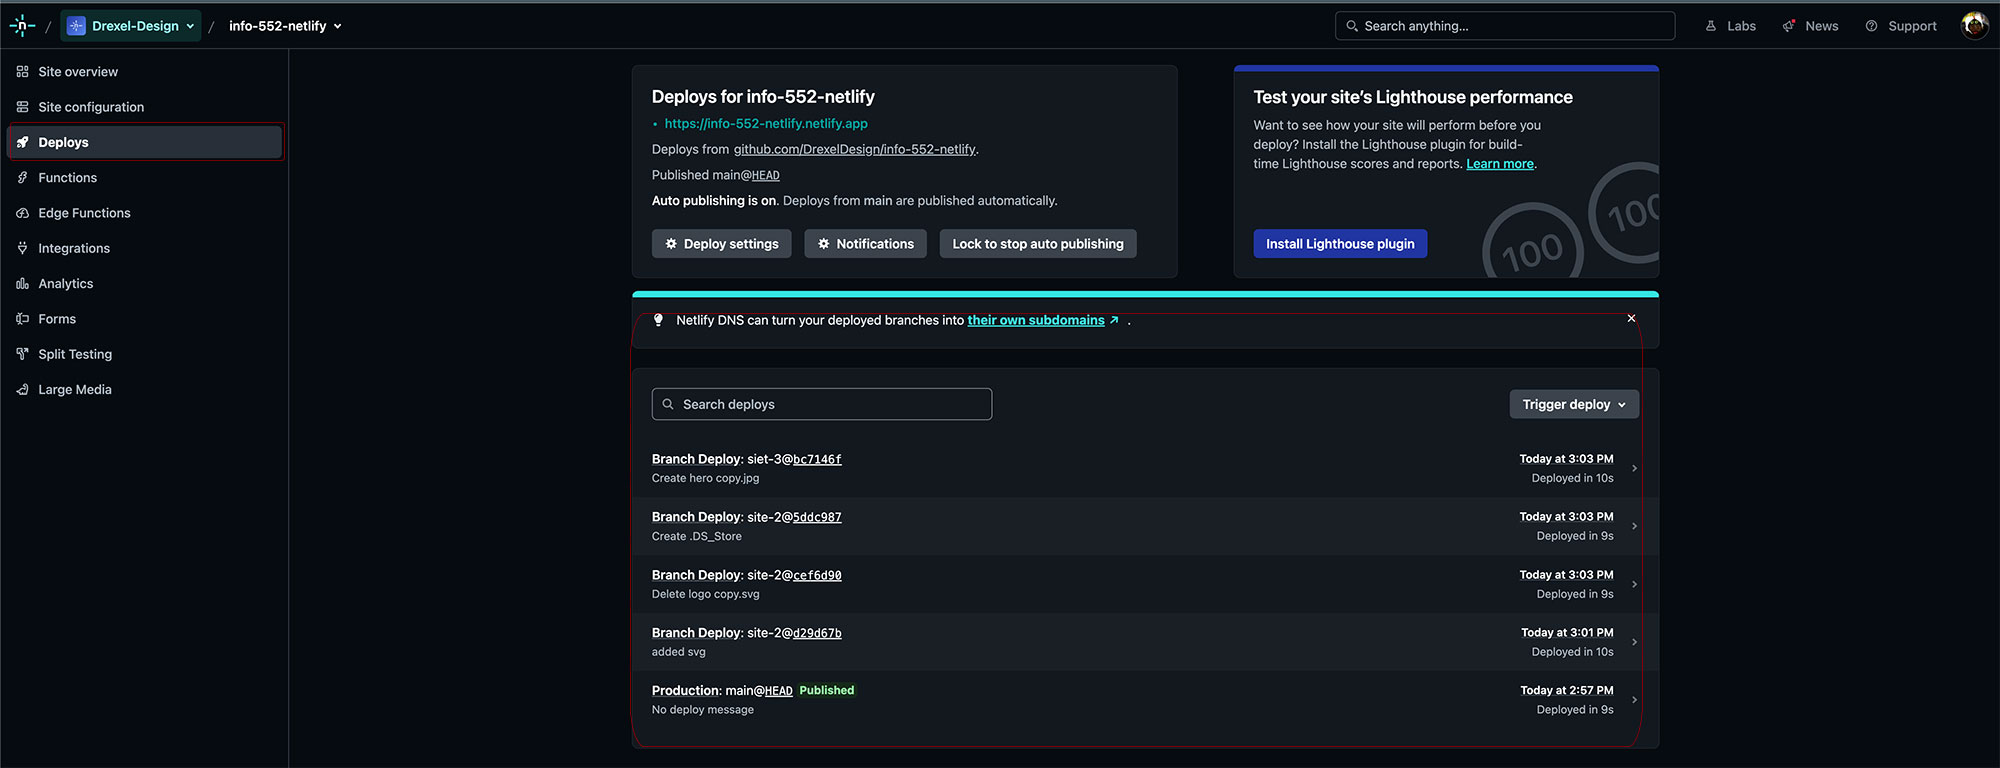 / Drexel-Design / info-552-netlify
Search anything...
Labs
News
Support
Site overview
Site configuration
Deploys
Functions
Edge Functions
Integrations
Analytics
Forms
Split Testing
Large Media
Deploys for info-552-netlify
• https://info-552-netlify.netlify.app
Deploys from github.com/DrexelDesign/info-552-netlify.
Published main@HEAD
Auto publishing is on. Deploys from main are published automatically.
Deploy settings
Notifications
Lock to stop auto publishing
Test your site's Lighthouse performance
Want to see how your site will perform before you
deploy? Install the Lighthouse plugin for build-
time Lighthouse scores and reports. Learn more.
Install Lighthouse plugin
100
100
Netlify DNS can turn your deployed branches into their own subdomains ↗ .
Search deploys
Trigger deploy
Branch Deploy: siet-3@bc7146f
Create hero copy.jpg
Today at 3:03 PM
Deployed in 10s
Branch Deploy: site-2@5ddc987
Create .DS_Store
Today at 3:03 PM
Deployed in 9s
Branch Deploy: site-2@cef6d90
Delete logo copy.svg
Today at 3:03 PM
Deployed in 9s
Branch Deploy: site-2@d29d67b
added svg
Today at 3:01 PM
Deployed in 10s
Production: main@HEAD Published
No deploy message
Today at 2:57 PM
Deployed in 9s